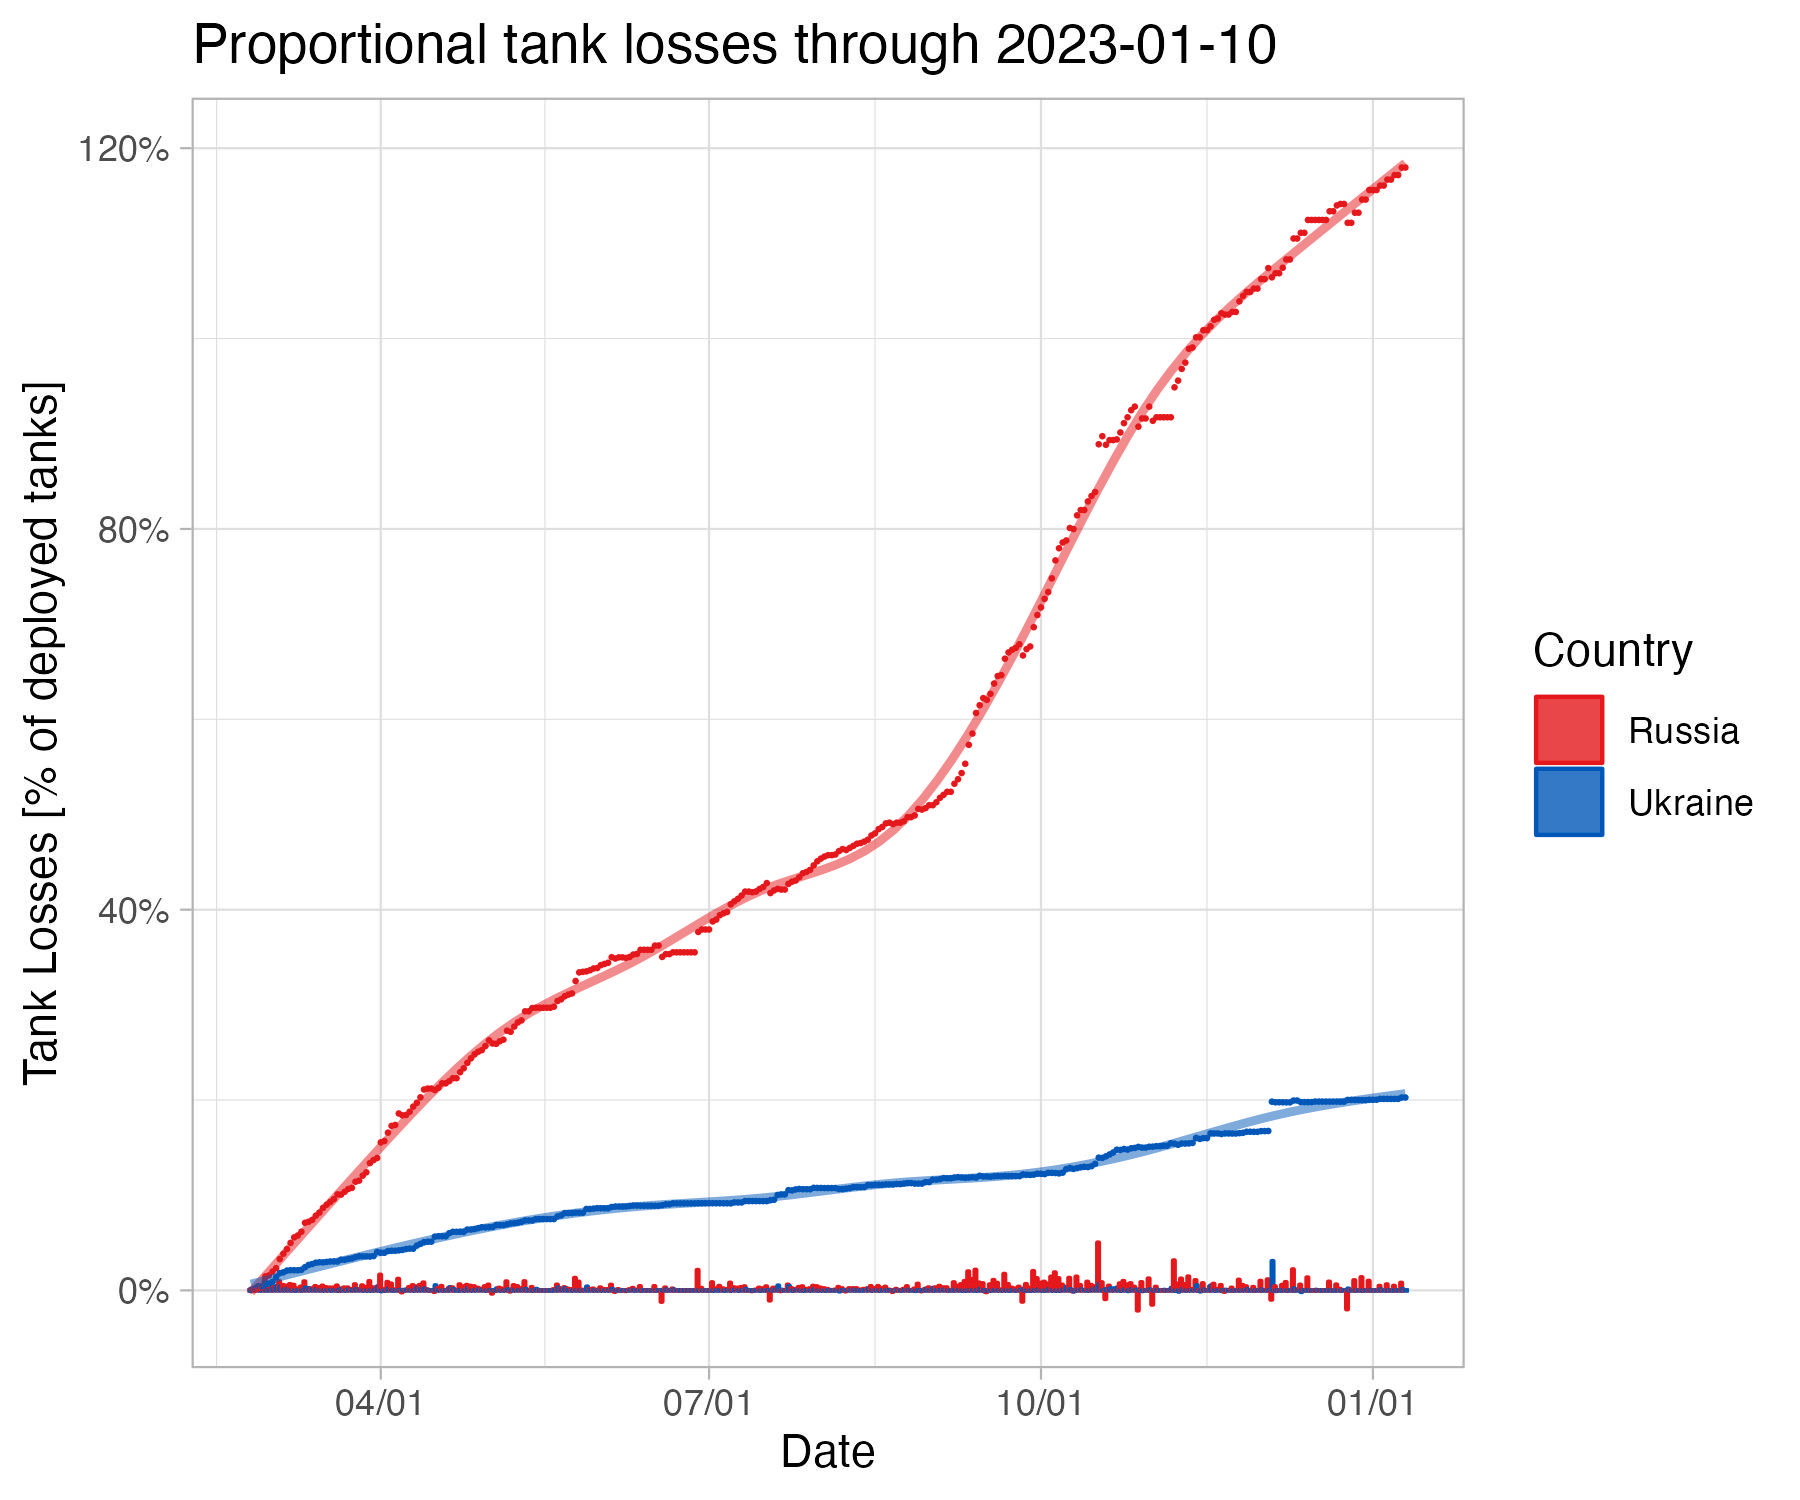 Proportional tank losses through 2023-01-10
Tank Losses [% of deployed tanks]
120%
80%
40%
0%
04/01
07/01
10/01
01/01
Date
Country
Russia
Ukraine